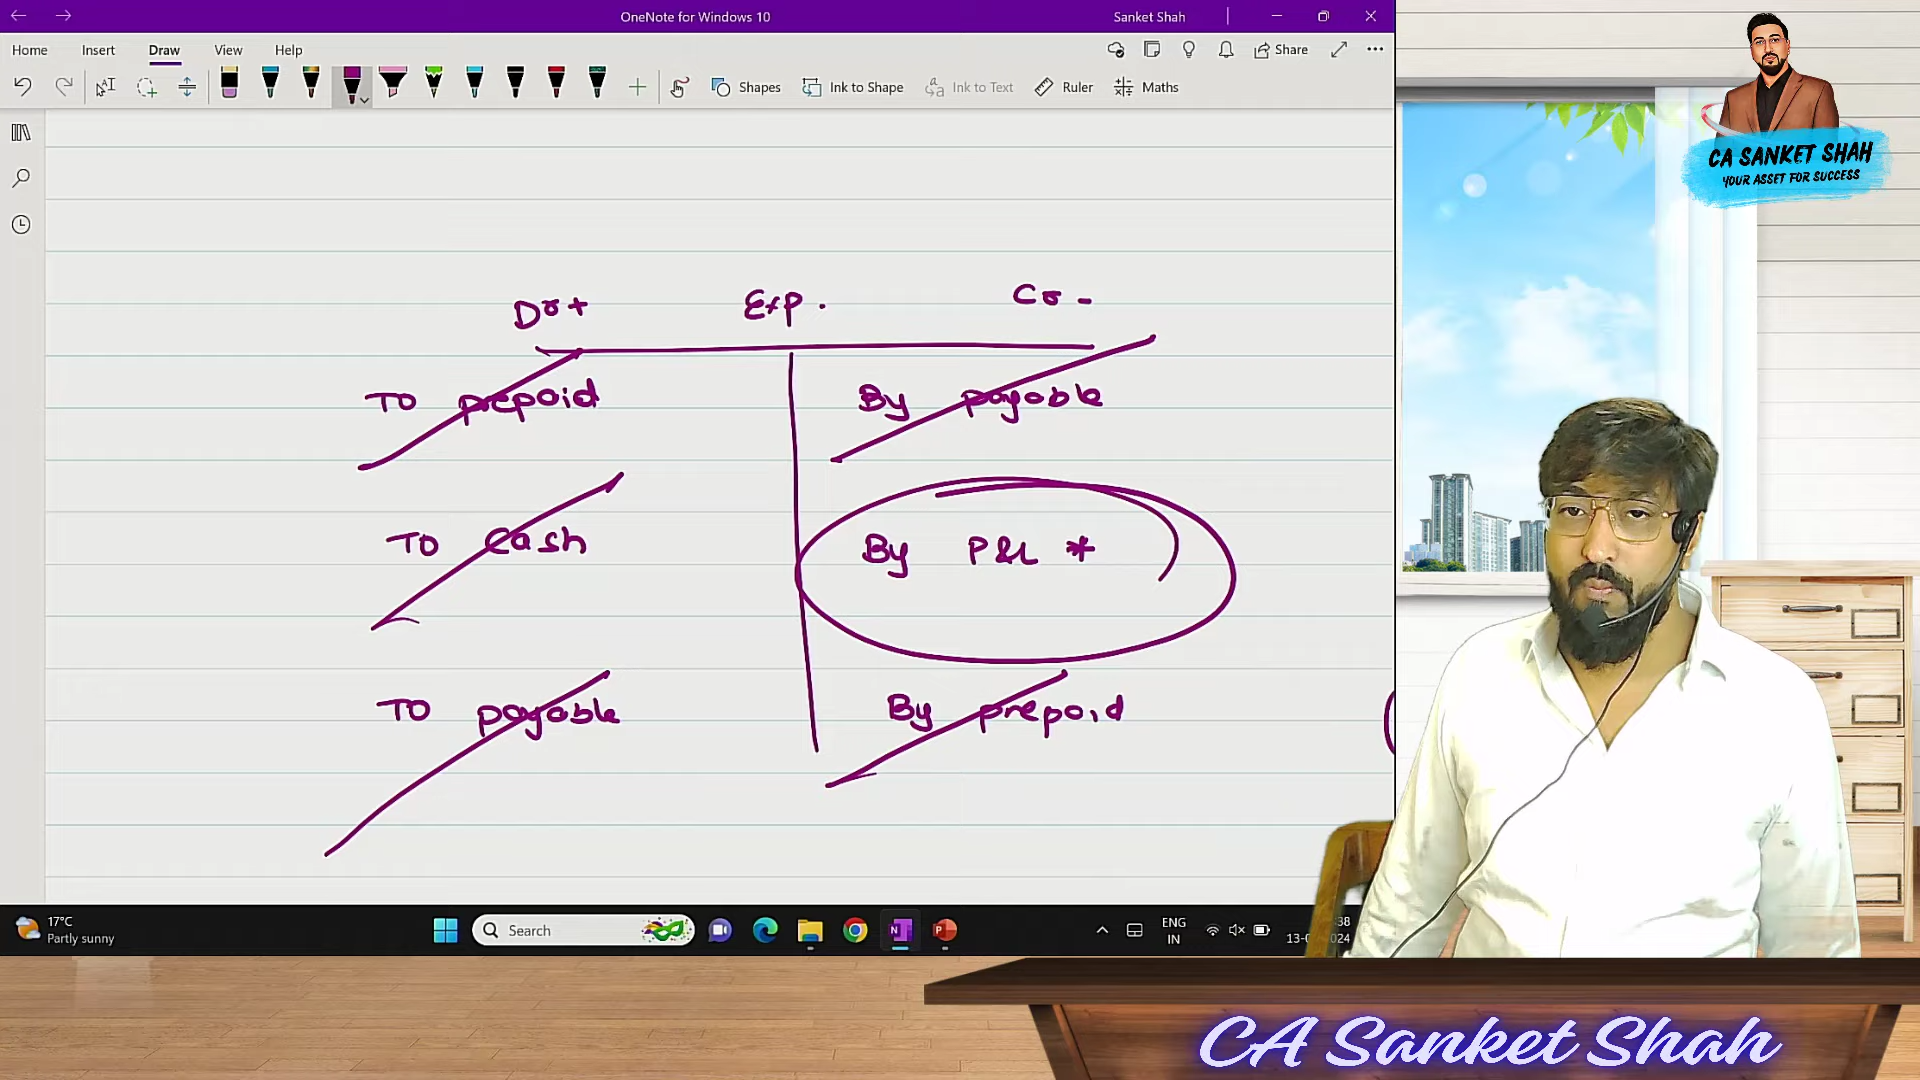 OneNote for Windows 10
Sanket Shah
Home Insert Draw View Help
Share
Shapes Ink to Shape Ink to Text Ruler Maths
CA SANKET SHAH
YOUR ASSET FOR SUCCESS
Dr + Exp. Cr -
To prepaid By payable
To cash By P&L *
To payable By prepaid
17°C
Partly sunny
Search
ENG
IN
38
CA Sanket Shah